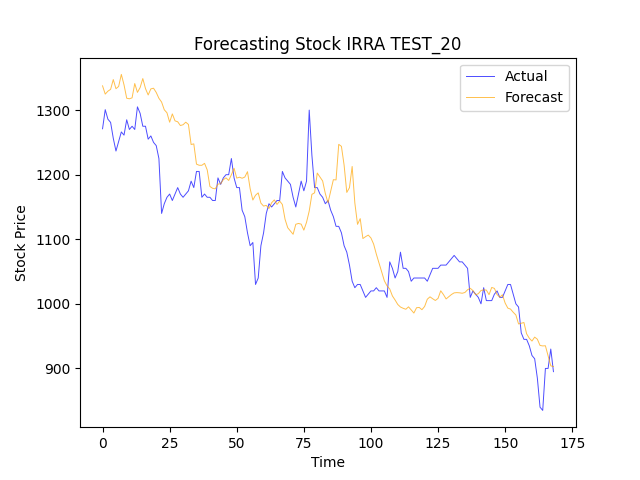 Forecasting Stock IRRA TEST_20
Actual
Forecast
Stock Price
1300
1200
1100
1000
900
0 25 50 75 100 125 150 175
Time